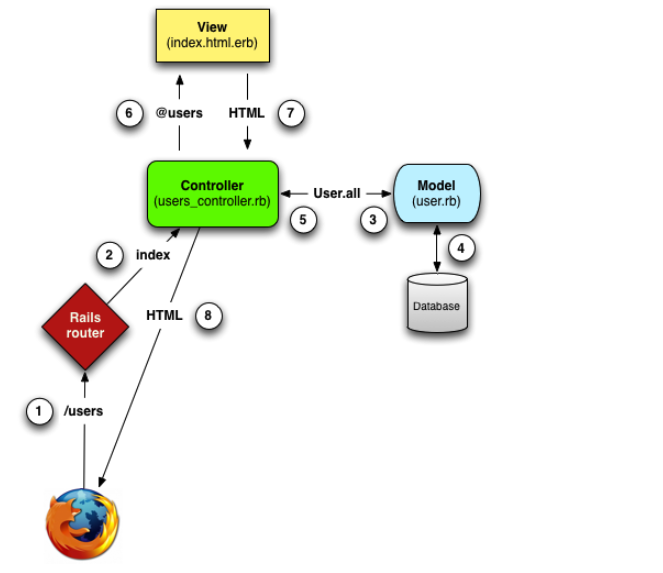 View
(index.html.erb)
6 @users HTML 7
Controller
(users_controller.rb)
User.all
Model
(user.rb)
5 3
2 index
4
Database
Rails
router
HTML 8
1 /users